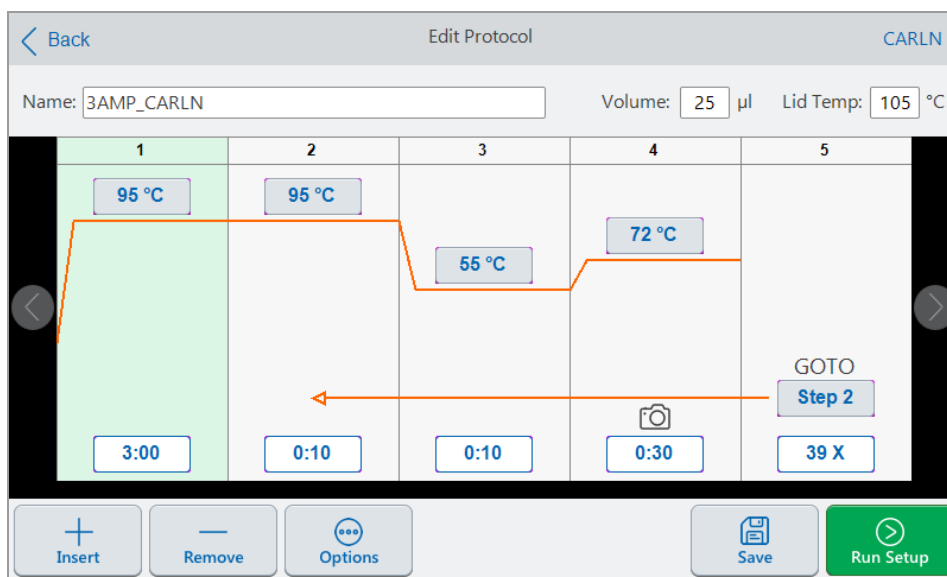 Back Edit Protocol CARLN
Name: 3AMP_CARLN Volume: 25 µl Lid Temp: 105 °C
1 2 3 4 5
95 °C 95 °C 55 °C 72 °C
GOTO
Step 2
3:00 0:10 0:10 0:30 39 X
Insert Remove Options Save Run Setup